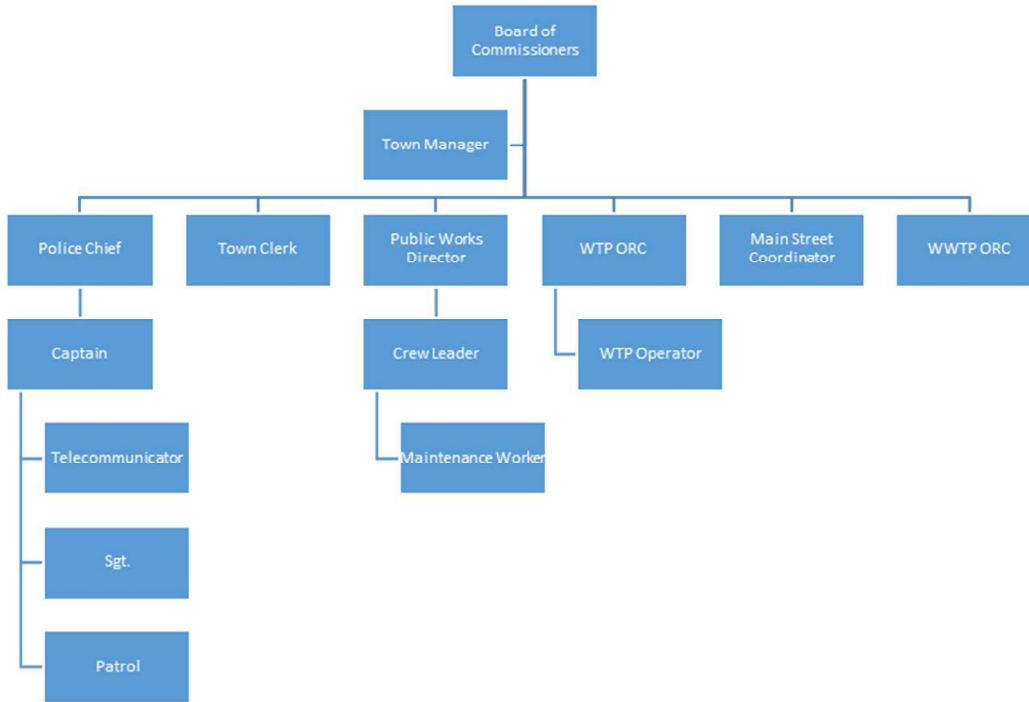 Board of
Commissioners
Town Manager
Police Chief
Town Clerk
Public Works
Director
WTP ORC
Main Street
Coordinator
WWTP ORC
Captain
Crew Leader
WTP Operator
Telecommunicator
Maintenance Worker
Sgt.
Patrol